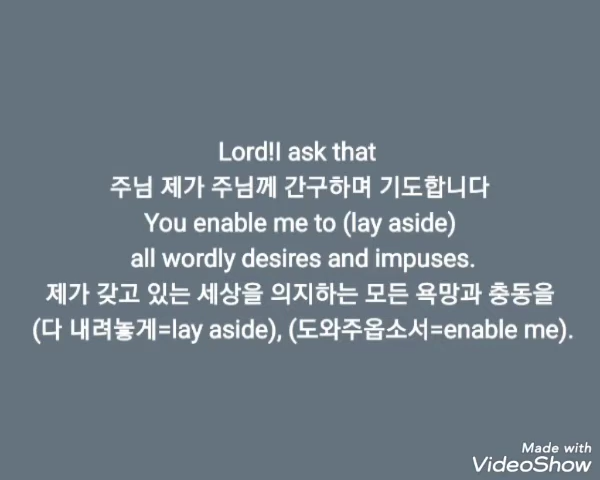 Lord!I ask that
주님 제가 주님께 간구하며 기도합니다
You enable me to (lay aside)
all wordly desires and impuses.
제가 갖고 있는 세상을 의지하는 모든 욕망과 충동을
(다 내려놓게=lay aside), (도와주옵소서=enable me).
Made with
VideoShow